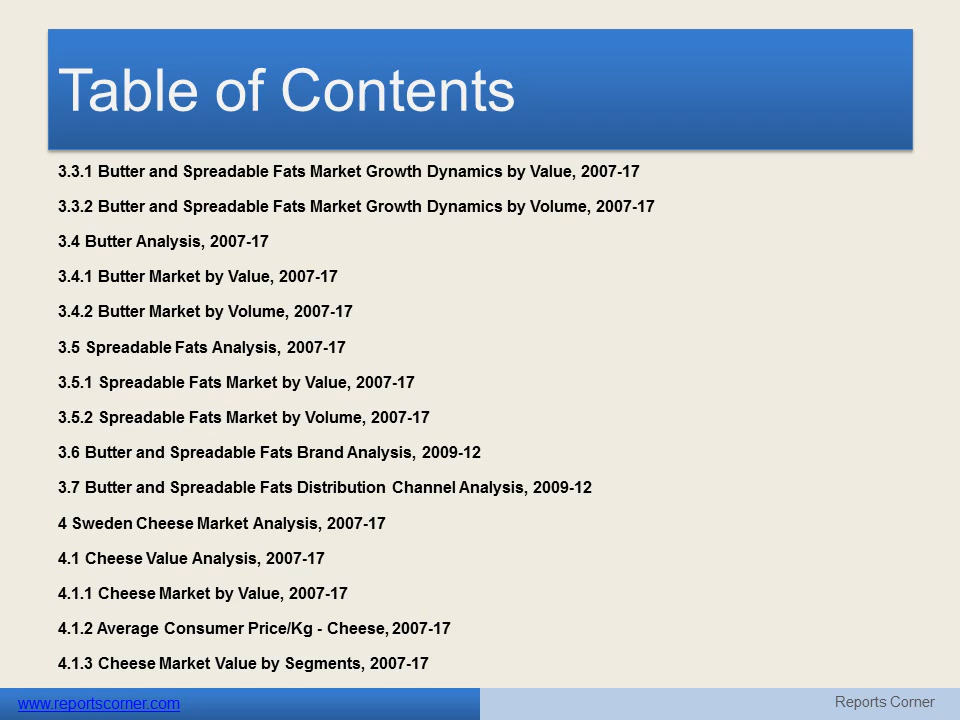 Table of Contents
3.3.1 Butter and Spreadable Fats Market Growth Dynamics by Value, 2007-17
3.3.2 Butter and Spreadable Fats Market Growth Dynamics by Volume, 2007-17
3.4 Butter Analysis, 2007-17
3.4.1 Butter Market by Value, 2007-17
3.4.2 Butter Market by Volume, 2007-17
3.5 Spreadable Fats Analysis, 2007-17
3.5.1 Spreadable Fats Market by Value, 2007-17
3.5.2 Spreadable Fats Market by Volume, 2007-17
3.6 Butter and Spreadable Fats Brand Analysis, 2009-12
3.7 Butter and Spreadable Fats Distribution Channel Analysis, 2009-12
4 Sweden Cheese Market Analysis, 2007-17
4.1 Cheese Value Analysis, 2007-17
4.1.1 Cheese Market by Value, 2007-17
4.1.2 Average Consumer Price/Kg - Cheese, 2007-17
4.1.3 Cheese Market Value by Segments, 2007-17
www.reportscorner.com
Reports Corner